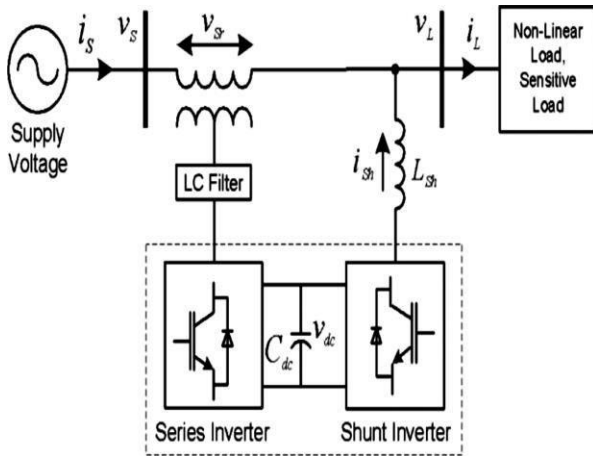 i_S
v_S
v_Sr
v_L
i_L
Non-Linear
Load,
Sensitive
Load
Supply
Voltage
LC Filter
i_Sh
L_Sh
C_dc
v_dc
Series Inverter
Shunt Inverter